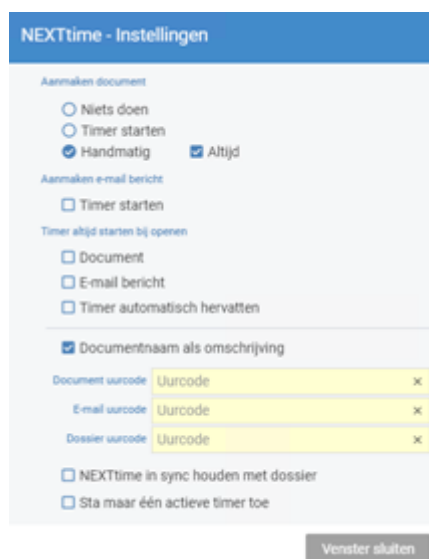 NEXTtime - Instellingen
Aanmaken document
Niets doen
Timer starten
Handmatig Altijd
Aanmaken e-mail bericht
Timer starten
Timer altijd starten bij openen
Document
E-mail bericht
Timer automatisch hervatten
Documentnaam als omschrijving
Document uurcode Uurcode ×
E-mail uurcode Uurcode ×
Dossier uurcode Uurcode ×
NEXTtime in sync houden met dossier
Sta maar één actieve timer toe
Venster sluiten